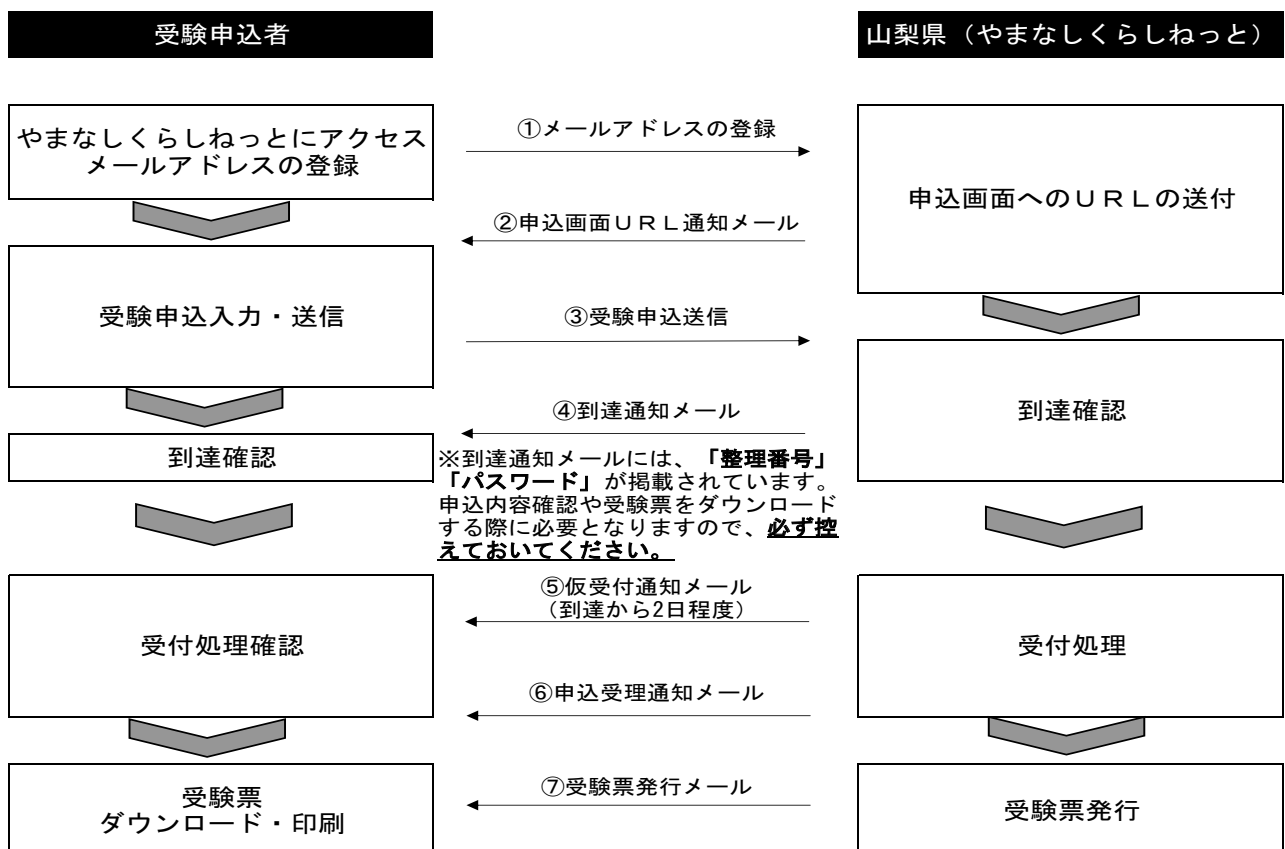 受験申込者
山梨県（やまなしくらしねっと）
やまなしくらしねっとにアクセス
メールアドレスの登録
①メールアドレスの登録
申込画面へのＵＲＬの送付
②申込画面ＵＲＬ通知メール
受験申込入力・送信
③受験申込送信
到達確認
④到達通知メール
到達確認
※到達通知メールには、「整理番号」
「パスワード」が掲載されています。
申込内容確認や受験票をダウンロード
する際に必要となりますので、必ず控
えておいてください。
⑤仮受付通知メール
（到達から2日程度）
受付処理確認
受付処理
⑥申込受理通知メール
⑦受験票発行メール
受験票
ダウンロード・印刷
受験票発行